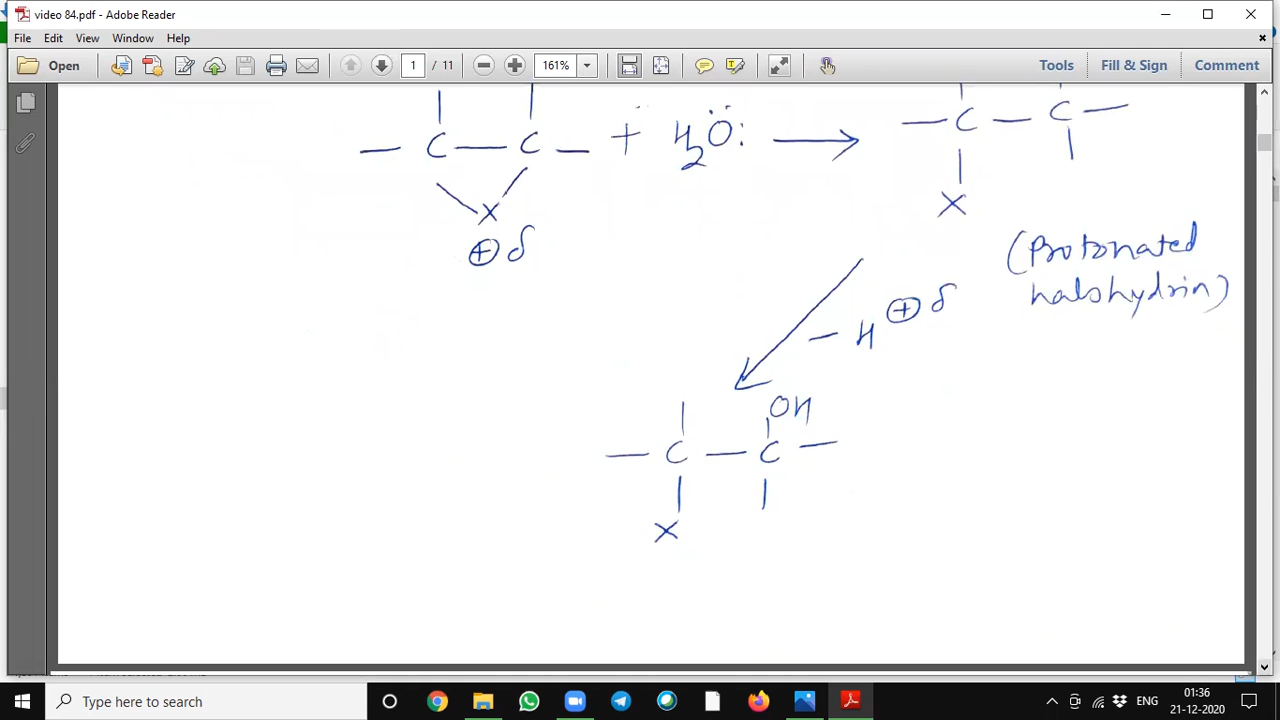 video 84.pdf - Adobe Reader
File Edit View Window Help
Open 1 / 11 161% Tools Fill & Sign Comment
— C — C — + H2Ö: → — C — C —
X X
⊕ δ
(Protonated
halohydrin)
— H ⊕ δ
OH
— C — C —
X
Type here to search
ENG
01:36
21-12-2020